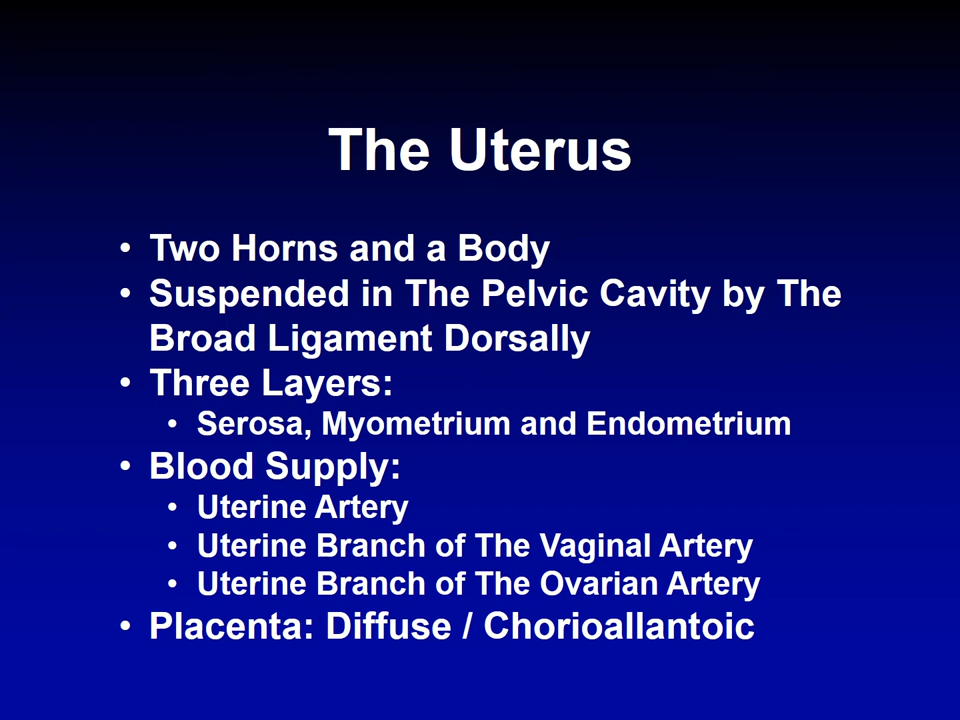 The Uterus
• Two Horns and a Body
• Suspended in The Pelvic Cavity by The
Broad Ligament Dorsally
• Three Layers:
• Serosa, Myometrium and Endometrium
• Blood Supply:
• Uterine Artery
• Uterine Branch of The Vaginal Artery
• Uterine Branch of The Ovarian Artery
• Placenta: Diffuse / Chorioallantoic